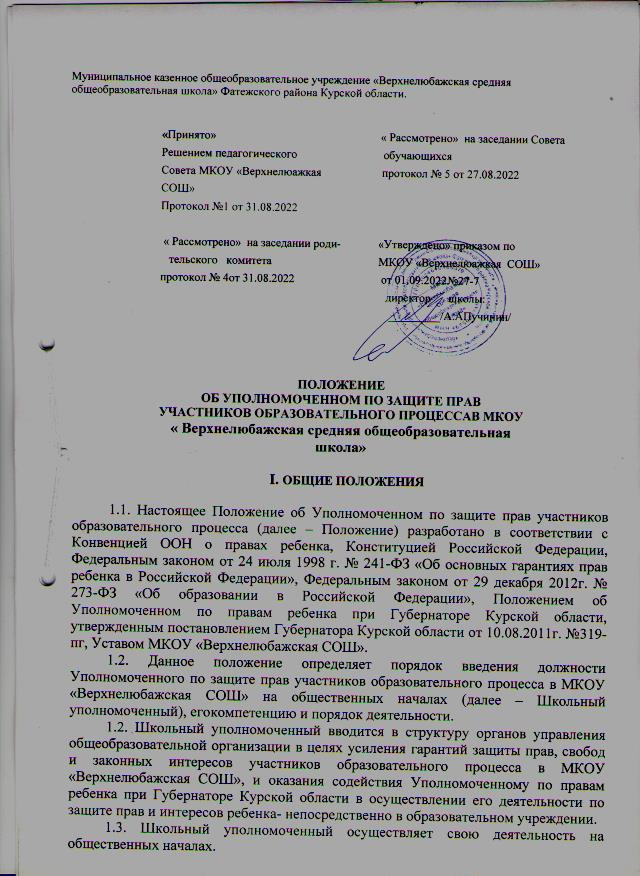 Муниципальное казенное общеобразовательное учреждение «Верхнелюбажская средняя
общеобразовательная школа» Фатежского района Курской области.
«Принято»
Решением педагогического
Совета МКОУ «Верхнелюажкая
СОШ»
Протокол №1 от 31.08.2022
« Рассмотрено» на заседании Совета
обучающихся
протокол № 5 от 27.08.2022
« Рассмотрено» на заседании роди-
тельского комитета
протокол № 4от 31.08.2022
«Утверждено» приказом по
МКОУ «Верхнелюажкая СОШ»
от 01.09.2022№27-7
директор школы:
/А.АПучинин/
ПОЛОЖЕНИЕ
ОБ УПОЛНОМОЧЕННОМ ПО ЗАЩИТЕ ПРАВ
УЧАСТНИКОВ ОБРАЗОВАТЕЛЬНОГО ПРОЦЕССАВ МКОУ
« Верхнелюбажская средняя общеобразовательная
школа»
I. ОБЩИЕ ПОЛОЖЕНИЯ
1.1. Настоящее Положение об Уполномоченном по защите прав участников
образовательного процесса (далее – Положение) разработано в соответствии с
Конвенцией ООН о правах ребенка, Конституцией Российской Федерации,
Федеральным законом от 24 июля 1998 г. № 241-ФЗ «Об основных гарантиях прав
ребенка в Российской Федерации», Федеральным законом от 29 декабря 2012г. №
273-ФЗ «Об образовании в Российской Федерации», Положением об
Уполномоченном по правам ребенка при Губернаторе Курской области,
утвержденным постановлением Губернатора Курской области от 10.08.2011г. №319-
пг, Уставом МКОУ «Верхнелюбажская СОШ».
1.2. Данное положение определяет порядок введения должности
Уполномоченного по защите прав участников образовательного процесса в МКОУ
«Верхнелюбажская СОШ» на общественных началах (далее – Школьный
уполномоченный), егокомпетенцию и порядок деятельности.
1.2. Школьный уполномоченный вводится в структуру органов управления
общеобразовательной организации в целях усиления гарантий защиты прав, свобод
и законных интересов участников образовательного процесса в МКОУ
«Верхнелюбажская СОШ», и оказания содействия Уполномоченному по правам
ребенка при Губернаторе Курской области в осуществлении его деятельности по
защите прав и интересов ребенка- непосредственно в образовательном учреждении.
1.3. Школьный уполномоченный осуществляет свою деятельность на
общественных началах.